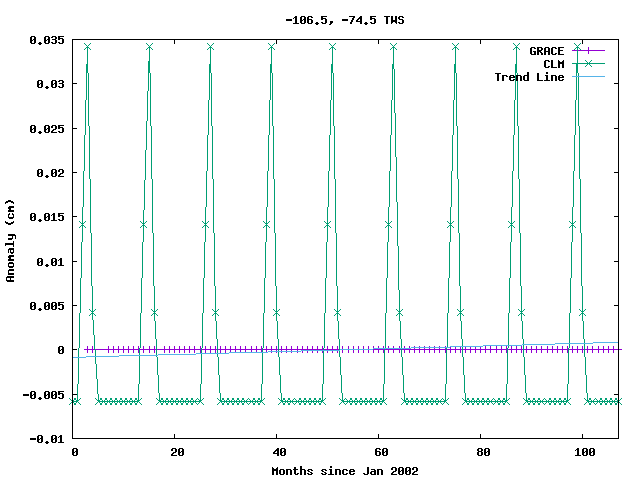 -106.5, -74.5 TWS
0.035
0.03
0.025
0.02
0.015
0.01
0.005
0
-0.005
-0.01
Anomaly (cm)
GRACE
CLM
Trend Line
0 20 40 60 80 100
Months since Jan 2002